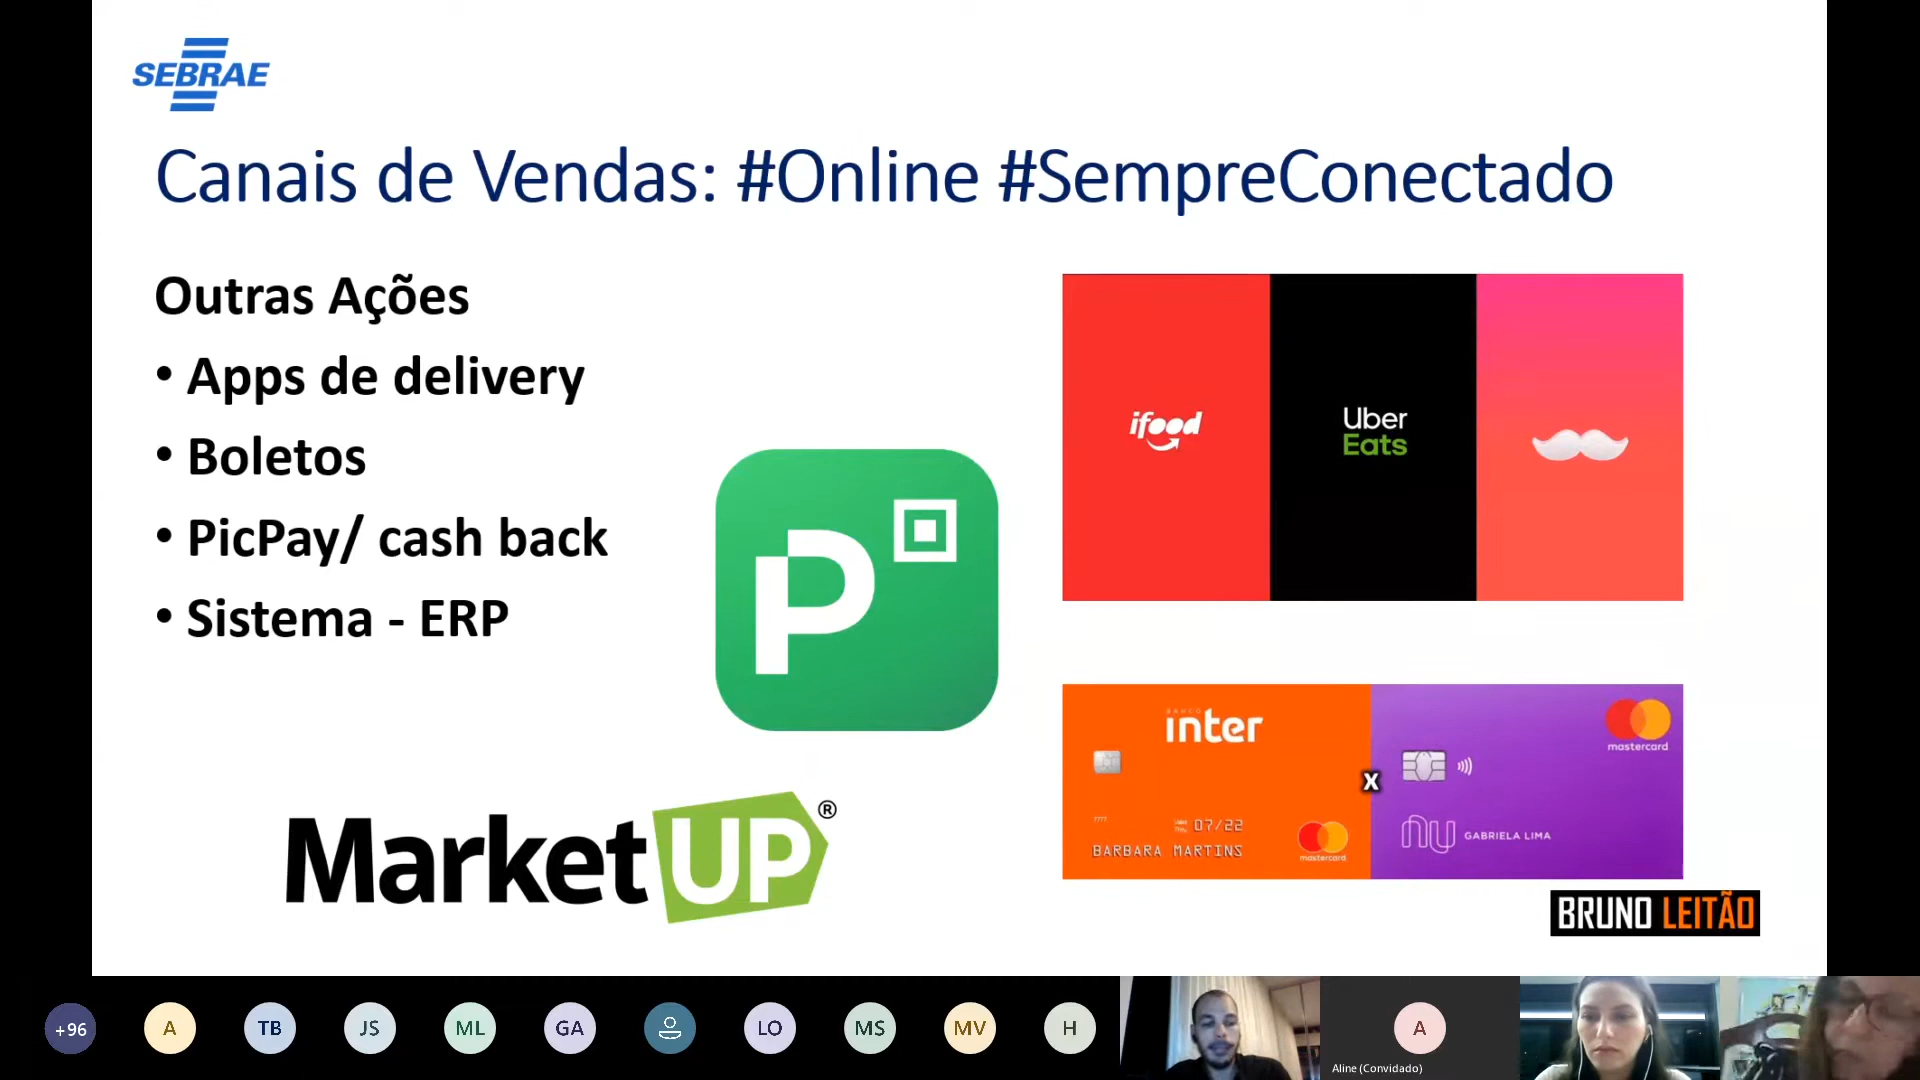 SEBRAE
Canais de Vendas: #Online #SempreConectado
Outras Ações
• Apps de delivery
• Boletos
• PicPay/ cash back
• Sistema - ERP
P
MarketUP®
ifood
Uber
Eats
BANCO
inter
7777
07/22
BARBARA MARTINS
mastercard
X
mastercard
nu GABRIELA LIMA
BRUNO LEITÃO
+96
A
TB
JS
ML
GA
LO
MS
MV
H
A
Aline (Convidado)